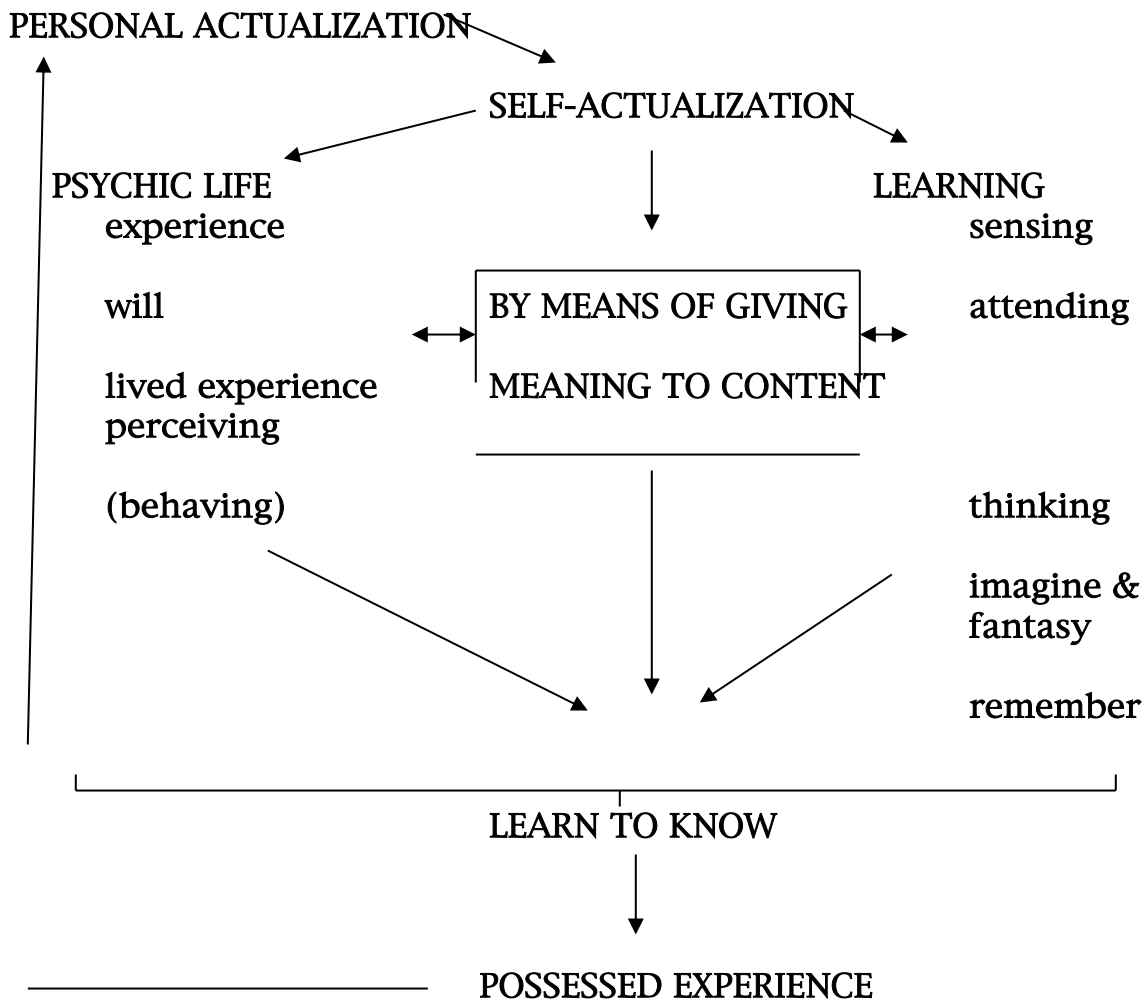 PERSONAL ACTUALIZATION
SELF-ACTUALIZATION
PSYCHIC LIFE
experience
will
lived experience
perceiving
(behaving)
BY MEANS OF GIVING
MEANING TO CONTENT
LEARNING
sensing
attending
thinking
imagine &
fantasy
remember
LEARN TO KNOW
POSSESSED EXPERIENCE